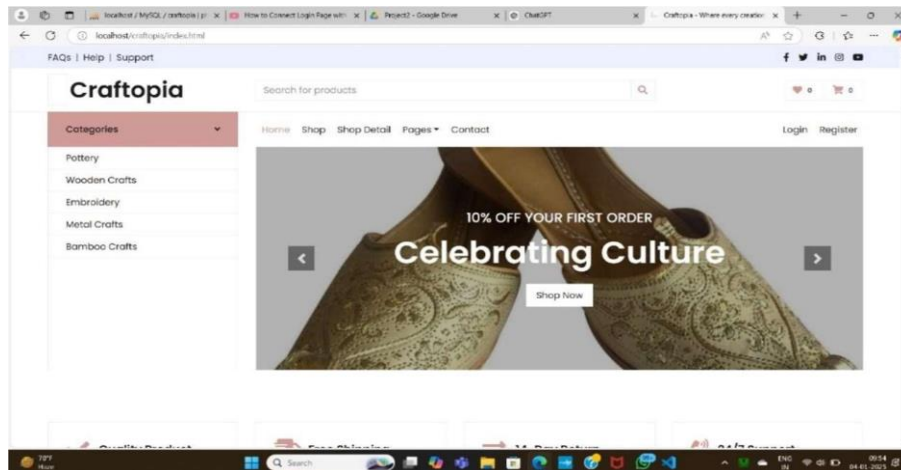 localhost / MySQL / craftopia | p
How to Connect Login Page with
Project2 - Google Drive
ChatGPT
Craftopia - Where every creation
localhost/craftopia/index.html
FAQs | Help | Support
Craftopia
Search for products
0
0
Categories
Home Shop Shop Detail Pages Contact
Login Register
Pottery
Wooden Crafts
Embroidery
Metal Crafts
Bamboo Crafts
10% OFF YOUR FIRST ORDER
Celebrating Culture
Shop Now
Quality Product
Free Shipping
14-Day Return
24/7 Support
Haze
Search
ENG
IN
09:54
04-01-2025